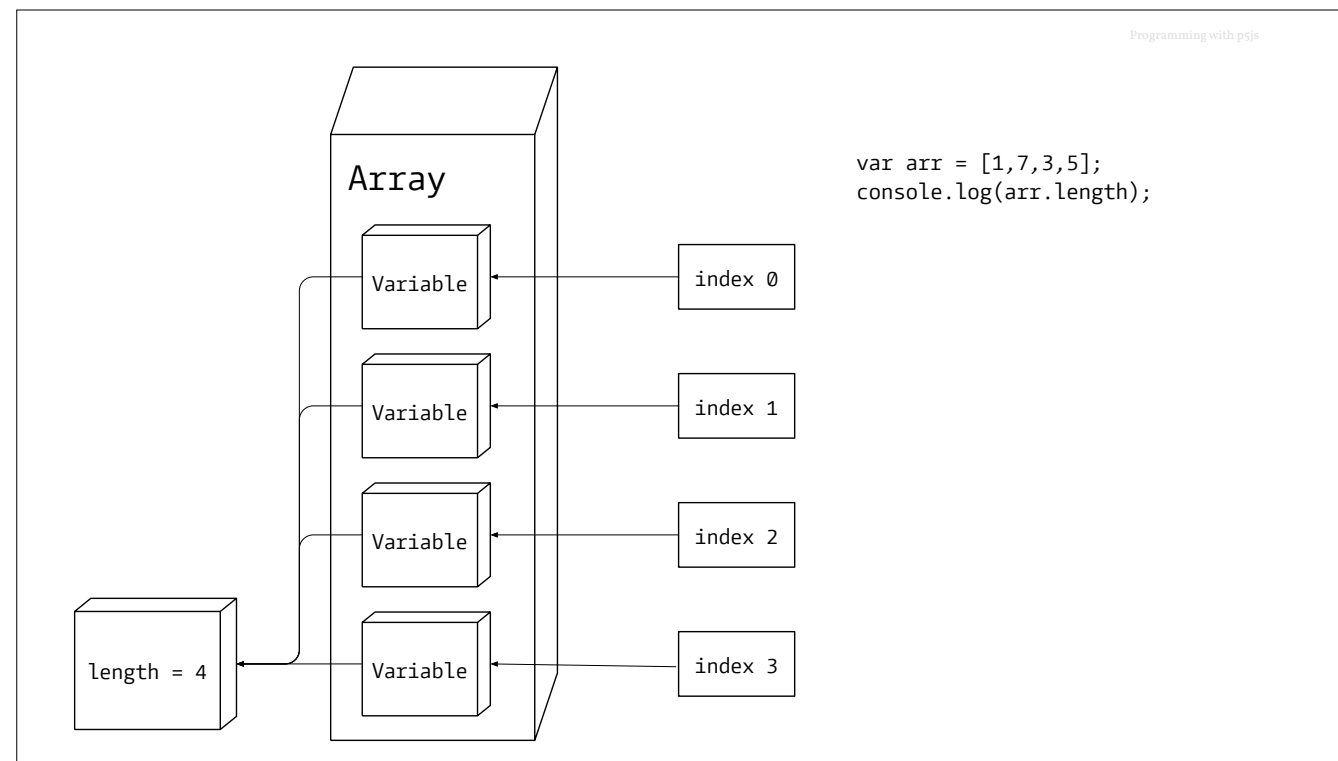 Programming with p5js
Array
var arr = [1,7,3,5];
console.log(arr.length);
Variable
index 0
Variable
index 1
Variable
index 2
Variable
index 3
length = 4